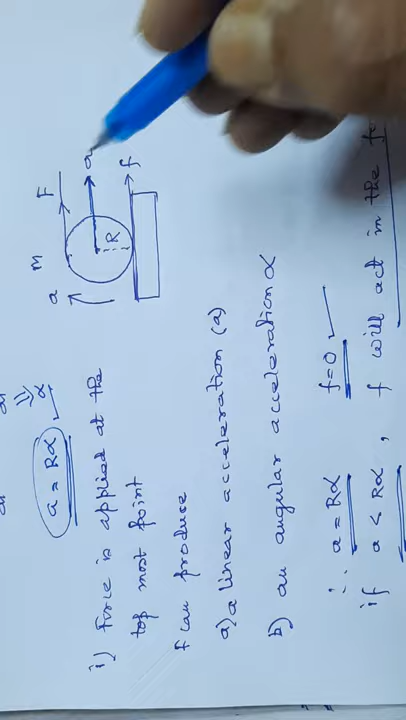 α
a = Rα
i) Force is applied at the
top most point
F can produce
a) a linear acceleration (a)
b) an angular acceleration α
∴ a = Rα f=0
if a < Rα, f will act in the
a m F
a
R
f